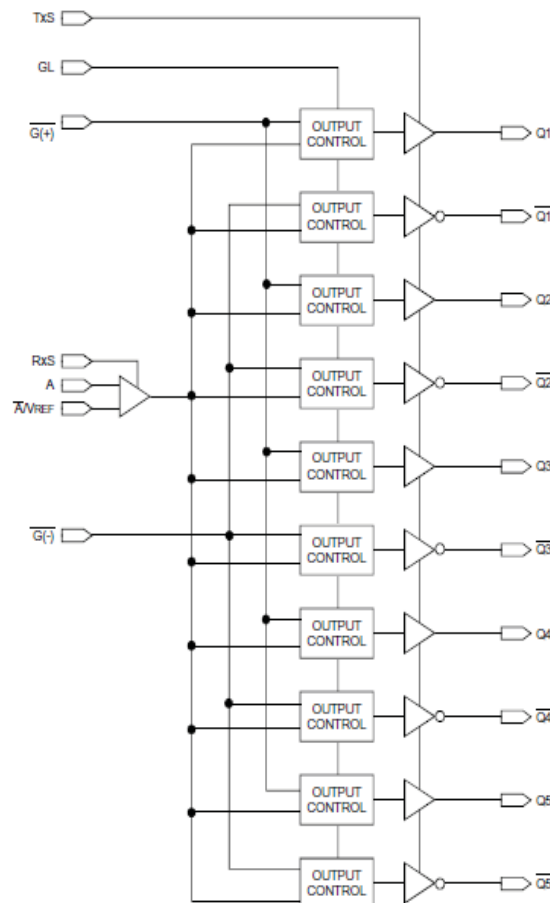 TxS
GL
G(+)
OUTPUT
CONTROL
Q1
OUTPUT
CONTROL
Q1
OUTPUT
CONTROL
Q2
RxS
A
A/VREF
OUTPUT
CONTROL
Q2
OUTPUT
CONTROL
Q3
G(-)
OUTPUT
CONTROL
Q3
OUTPUT
CONTROL
Q4
OUTPUT
CONTROL
Q4
OUTPUT
CONTROL
Q5
OUTPUT
CONTROL
Q5